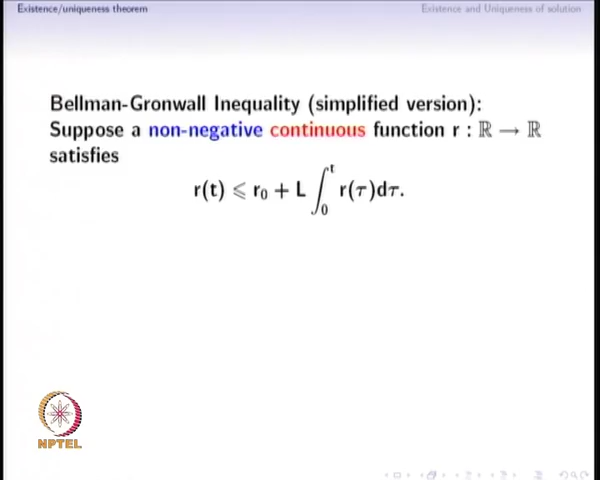 Existence/uniqueness theorem
Existence and Uniqueness of solution
Bellman-Gronwall Inequality (simplified version):
Suppose a non-negative continuous function r : ℝ → ℝ
satisfies
r(t) ⩽ r₀ + L ∫₀ᵗ r(τ)dτ.
NPTEL